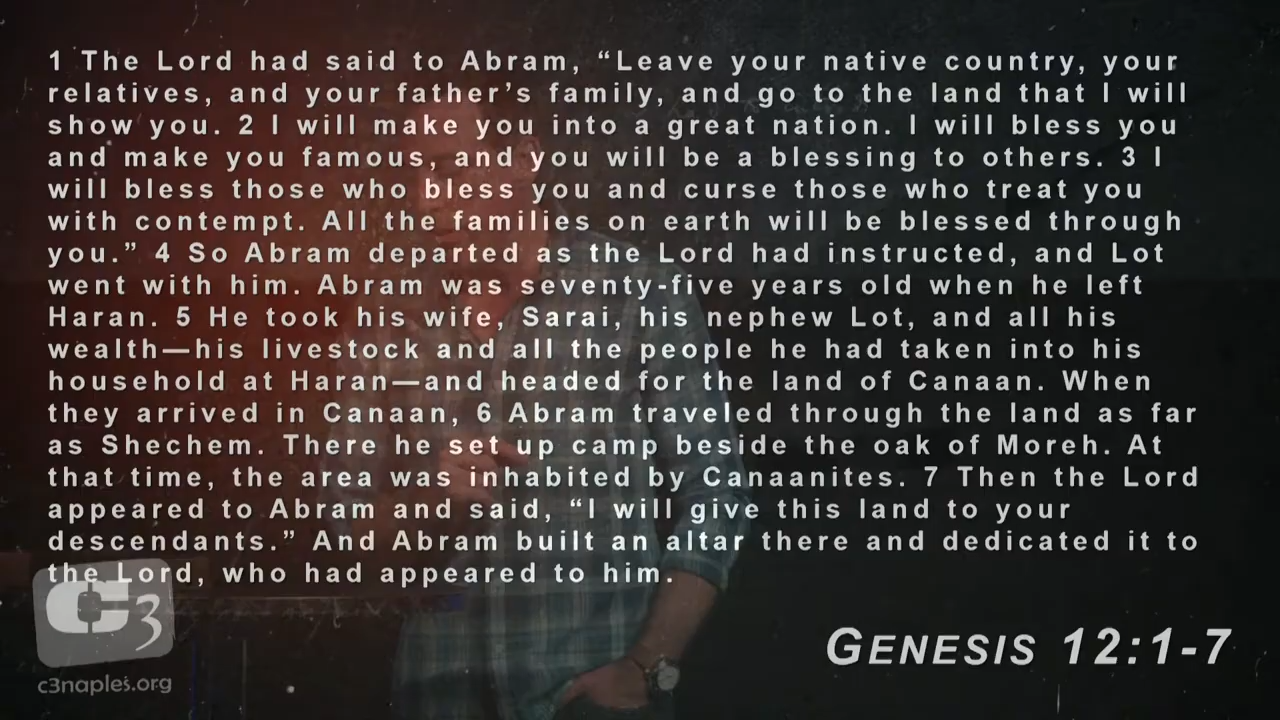 1 The Lord had said to Abram, “Leave your native country, your
relatives, and your father’s family, and go to the land that I will
show you. 2 I will make you into a great nation. I will bless you
and make you famous, and you will be a blessing to others. 3 I
will bless those who bless you and curse those who treat you
with contempt. All the families on earth will be blessed through
you.” 4 So Abram departed as the Lord had instructed, and Lot
went with him. Abram was seventy-five years old when he left
Haran. 5 He took his wife, Sarai, his nephew Lot, and all his
wealth—his livestock and all the people he had taken into his
household at Haran—and headed for the land of Canaan. When
they arrived in Canaan, 6 Abram traveled through the land as far
as Shechem. There he set up camp beside the oak of Moreh. At
that time, the area was inhabited by Canaanites. 7 Then the Lord
appeared to Abram and said, “I will give this land to your
descendants.” And Abram built an altar there and dedicated it to
the Lord, who had appeared to him.
C3
c3naples.org
GENESIS 12:1-7